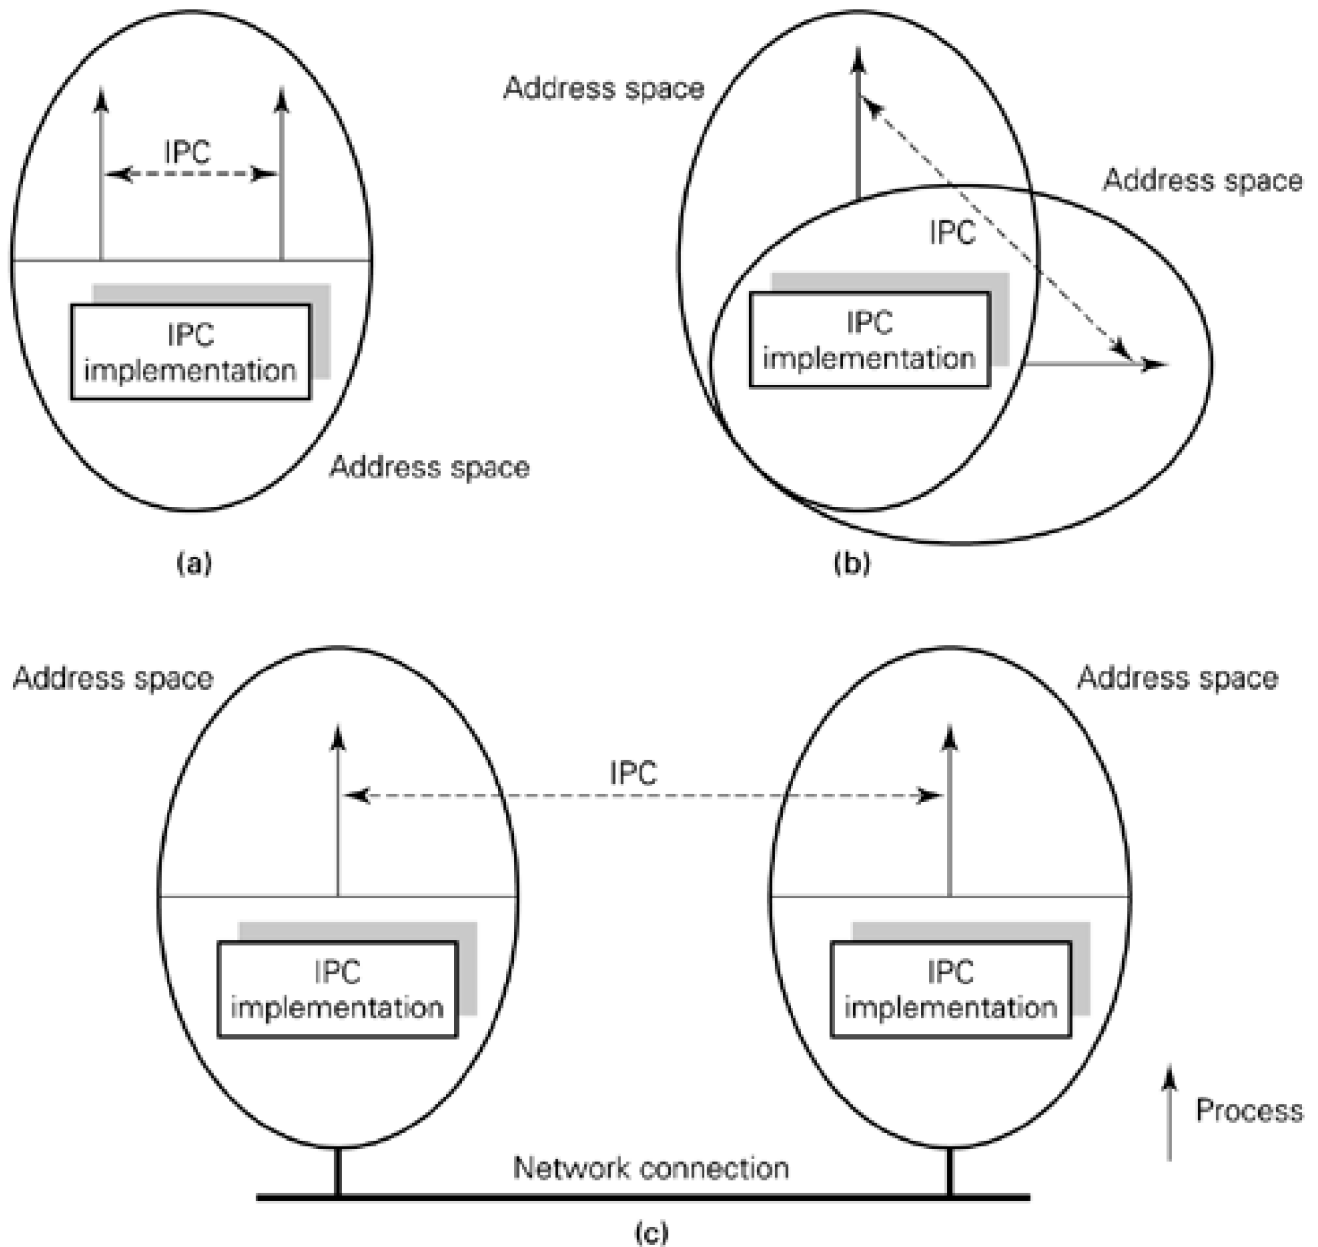 IPC
IPC
implementation
Address space
(a)
Address space
Address space
IPC
IPC
implementation
(b)
Address space
Address space
IPC
IPC
implementation
IPC
implementation
Process
Network connection
(c)